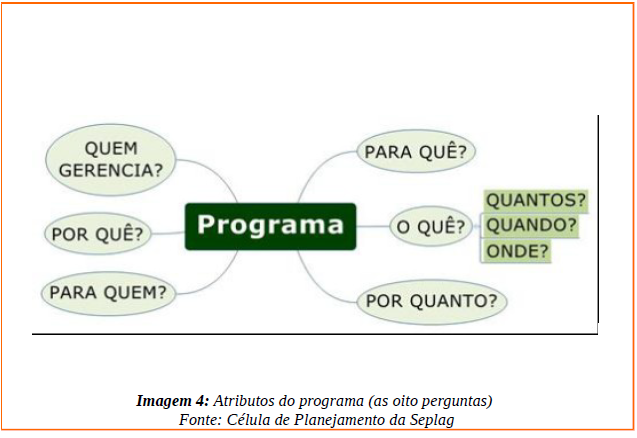 QUEM
GERENCIA?
POR QUÊ?
PARA QUEM?
Programa
PARA QUÊ?
O QUÊ?
QUANTOS?
QUANDO?
ONDE?
POR QUANTO?
Imagem 4: Atributos do programa (as oito perguntas)
Fonte: Célula de Planejamento da Seplag